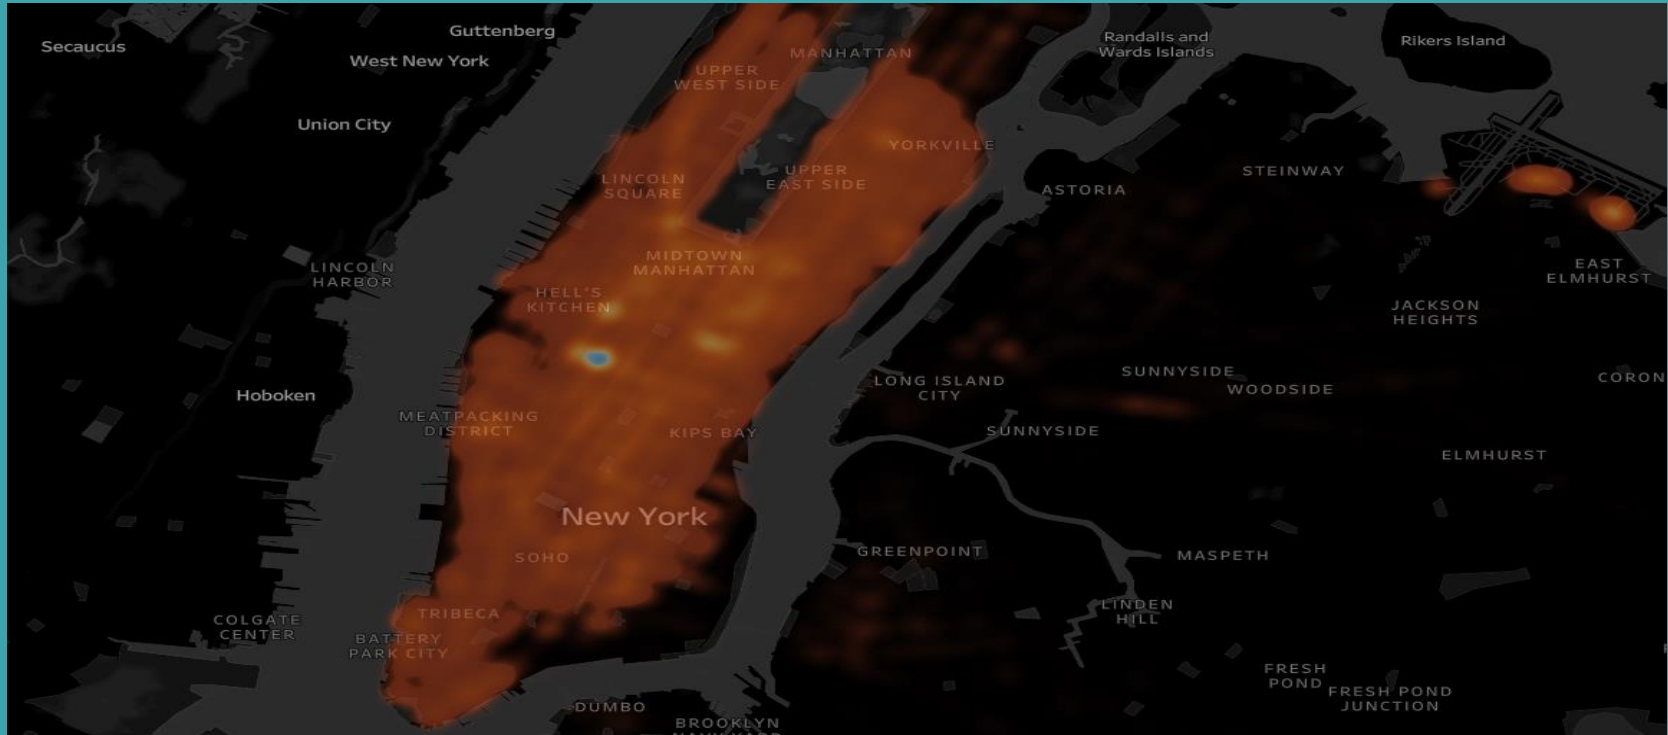 Guttenberg
Secaucus
West New York
Union City
MANHATTAN
UPPER
WEST SIDE
Randalls and
Wards Islands
Rikers Island
YORKVILLE
LINCOLN
SQUARE
UPPER
EAST SIDE
ASTORIA
STEINWAY
LINCOLN
HARBOR
MIDTOWN
MANHATTAN
HELL'S
KITCHEN
EAST
ELMHURST
JACKSON
HEIGHTS
Hoboken
MEATPACKING
DISTRICT
KIPS BAY
LONG ISLAND
CITY
SUNNYSIDE
WOODSIDE
CORON
SUNNYSIDE
ELMHURST
New York
SOHO
GREENPOINT
MASPETH
TRIBECA
BATTERY
PARK CITY
COLGATE
CENTER
LINDEN
HILL
FRESH
POND
FRESH POND
JUNCTION
DUMBO
BROOKLYN